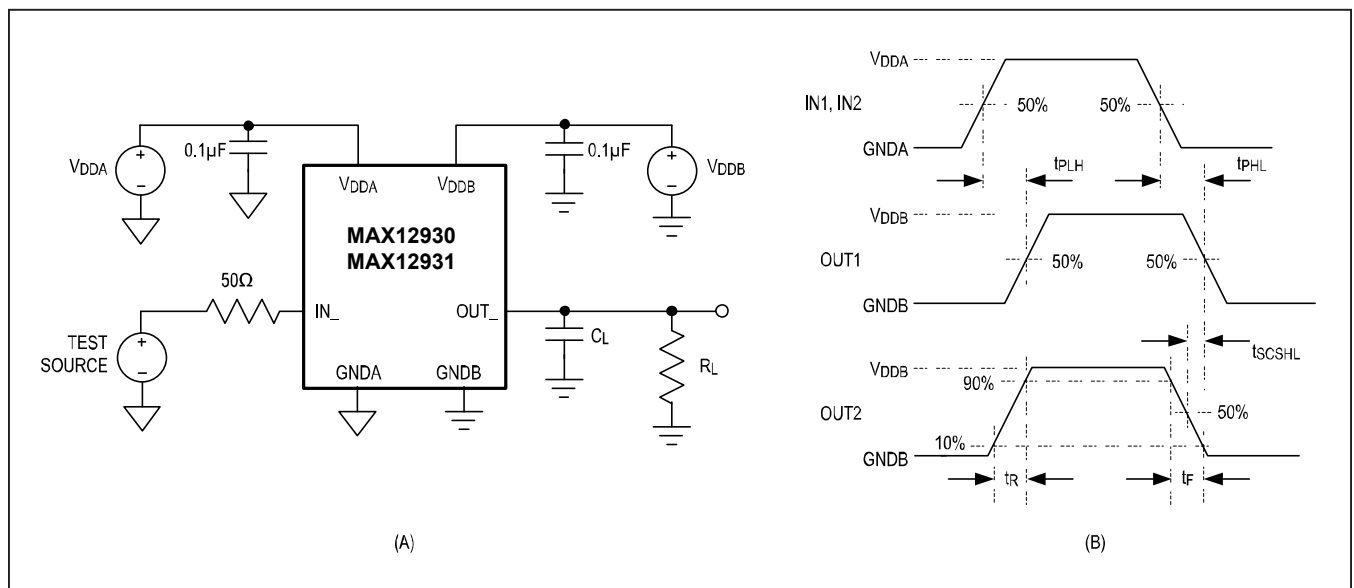 VDDA
0.1µF
0.1µF
VDDB
VDDA
VDDB
MAX12930
MAX12931
50Ω
IN_
OUT_
TEST
SOURCE
CL
RL
GNDA
GNDB
(A)
VDDA
IN1, IN2
50%
50%
GNDA
tPLH
tPHL
VDDB
OUT1
50%
50%
GNDB
tSCSHL
VDDB
90%
OUT2
50%
10%
GNDB
tR
tF
(B)